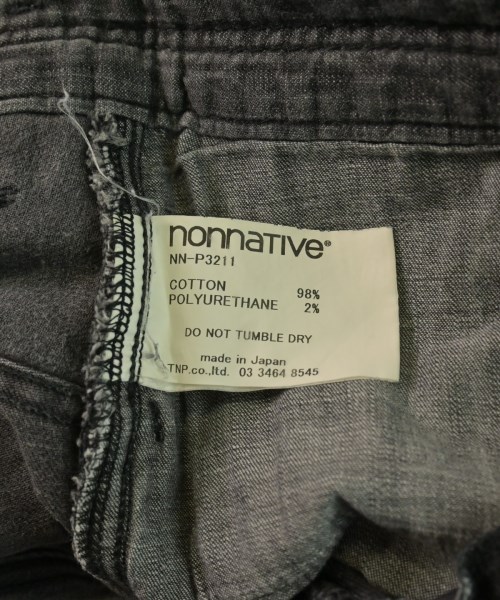 nonnative®
NN-P3211
COTTON 98%
POLYURETHANE 2%
DO NOT TUMBLE DRY
made in Japan
TNP.co,.ltd. 03 3464 8545